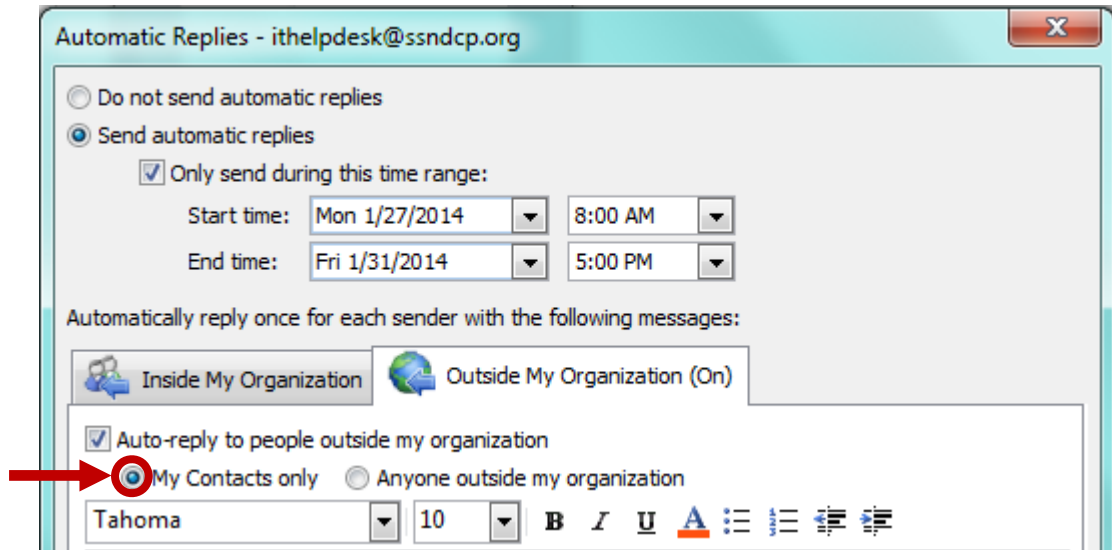 Automatic Replies - ithelpdesk@ssndcp.org
Do not send automatic replies
Send automatic replies
Only send during this time range:
Start time: Mon 1/27/2014 8:00 AM
End time: Fri 1/31/2014 5:00 PM
Automatically reply once for each sender with the following messages:
Inside My Organization Outside My Organization (On)
Auto-reply to people outside my organization
My Contacts only Anyone outside my organization
Tahoma 10 B I U A